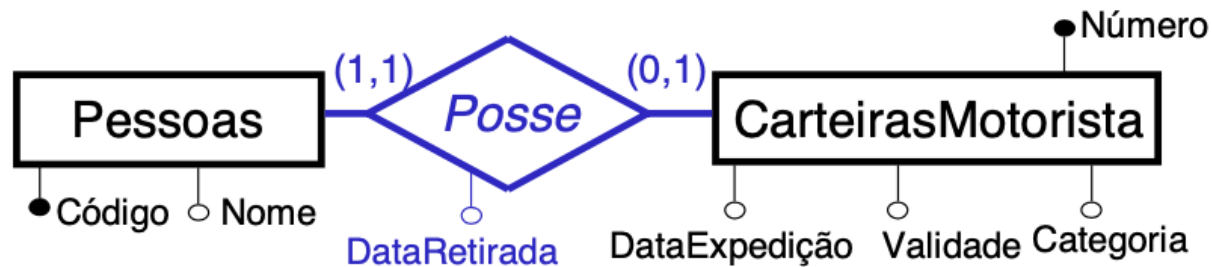 Número
(1,1)
(0,1)
Pessoas
Posse
CarteirasMotorista
Código
Nome
DataRetirada
DataExpedição
Validade
Categoria